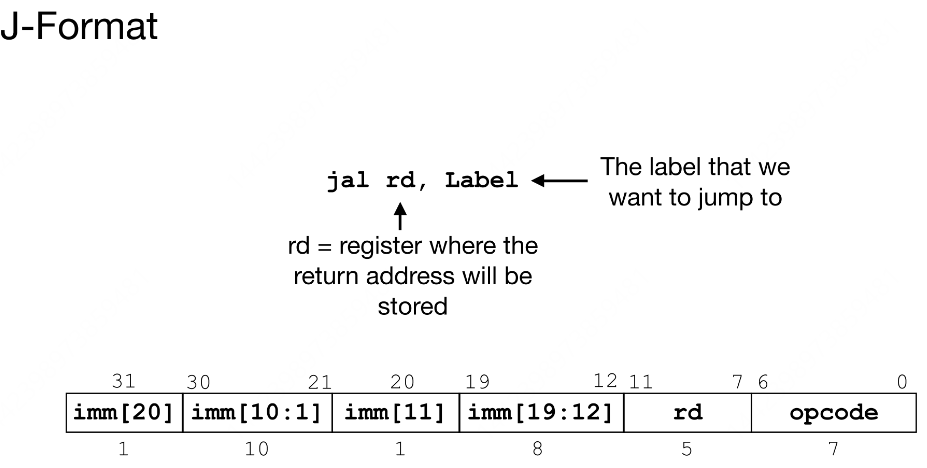 J-Format
jal rd, Label
The label that we
want to jump to
rd = register where the
return address will be
stored
31 30 21 20 19 12 11 7 6 0
imm[20] imm[10:1] imm[11] imm[19:12] rd opcode
1 10 1 8 5 7